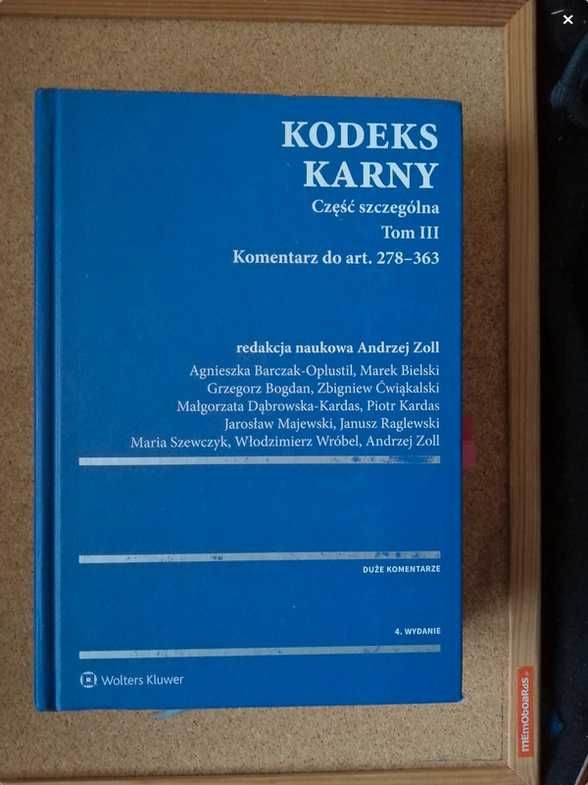 KODEKS
KARNY
Część szczególna
Tom III
Komentarz do art. 278–363
redakcja naukowa Andrzej Zoll
Agnieszka Barczak-Oplustil, Marek Bielski
Grzegorz Bogdan, Zbigniew Ćwiąkalski
Małgorzata Dąbrowska-Kardas, Piotr Kardas
Jarosław Majewski, Janusz Raglewski
Maria Szewczyk, Włodzimierz Wróbel, Andrzej Zoll
DUŻE KOMENTARZE
4. WYDANIE
Wolters Kluwer
mEmOboaRds